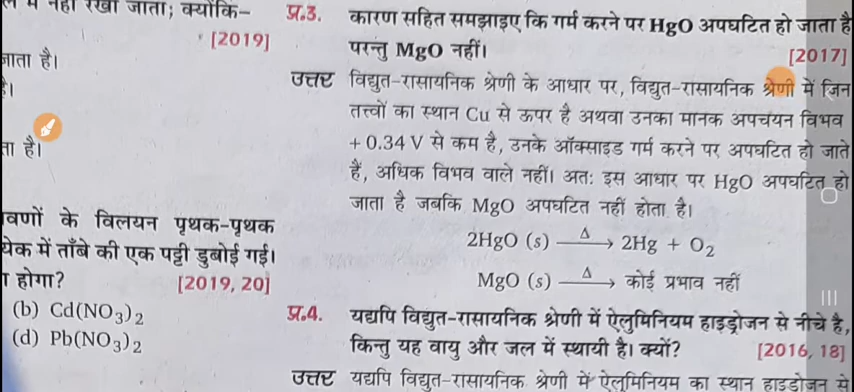 में नहीं रखा जाता; क्योंकि-
[2019]
जाता है।
है।
ता है।
वणों के विलयन पृथक-पृथक
येक में ताँबे की एक पट्टी डुबोई गई।
होगा?
[2019, 20]
(b) Cd(NO3)2
(d) Pb(NO3)2
प्र.3. कारण सहित समझाइए कि गर्म करने पर HgO अपघटित हो जाता है
परन्तु MgO नहीं।
[2017]
उत्तर विद्युत-रासायनिक श्रेणी के आधार पर, विद्युत-रासायनिक श्रेणी में जिन
तत्त्वों का स्थान Cu से ऊपर है अथवा उनका मानक अपचयन विभव
+ 0.34 V से कम है, उनके ऑक्साइड गर्म करने पर अपघटित हो जाते
हैं, अधिक विभव वाले नहीं। अतः इस आधार पर HgO अपघटित हो
जाता है जबकि MgO अपघटित नहीं होता है।
2HgO (s) —Δ→ 2Hg + O2
MgO (s) —Δ→ कोई प्रभाव नहीं
प्र.4. यद्यपि विद्युत-रासायनिक श्रेणी में ऐलुमिनियम हाइड्रोजन से नीचे है,
किन्तु यह वायु और जल में स्थायी है। क्यों?
[2016, 18]
उत्तर यद्यपि विद्युत-रासायनिक श्रेणी में ऐलुमिनियम का स्थान हाइड्रोजन से